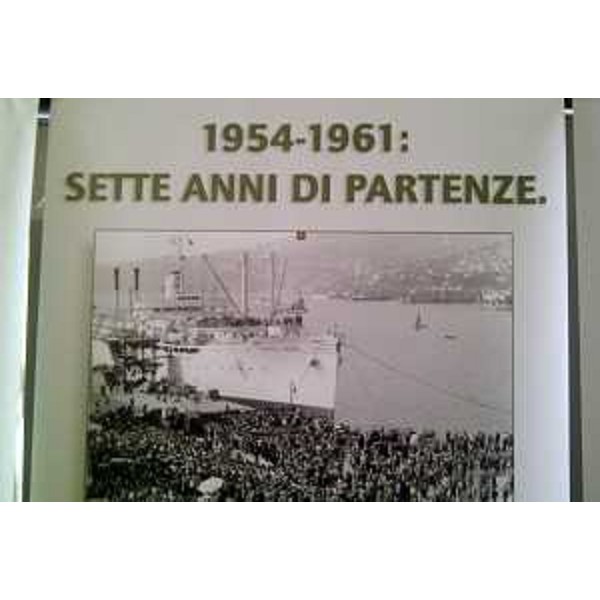 1954-1961:
SETTE ANNI DI PARTENZE.